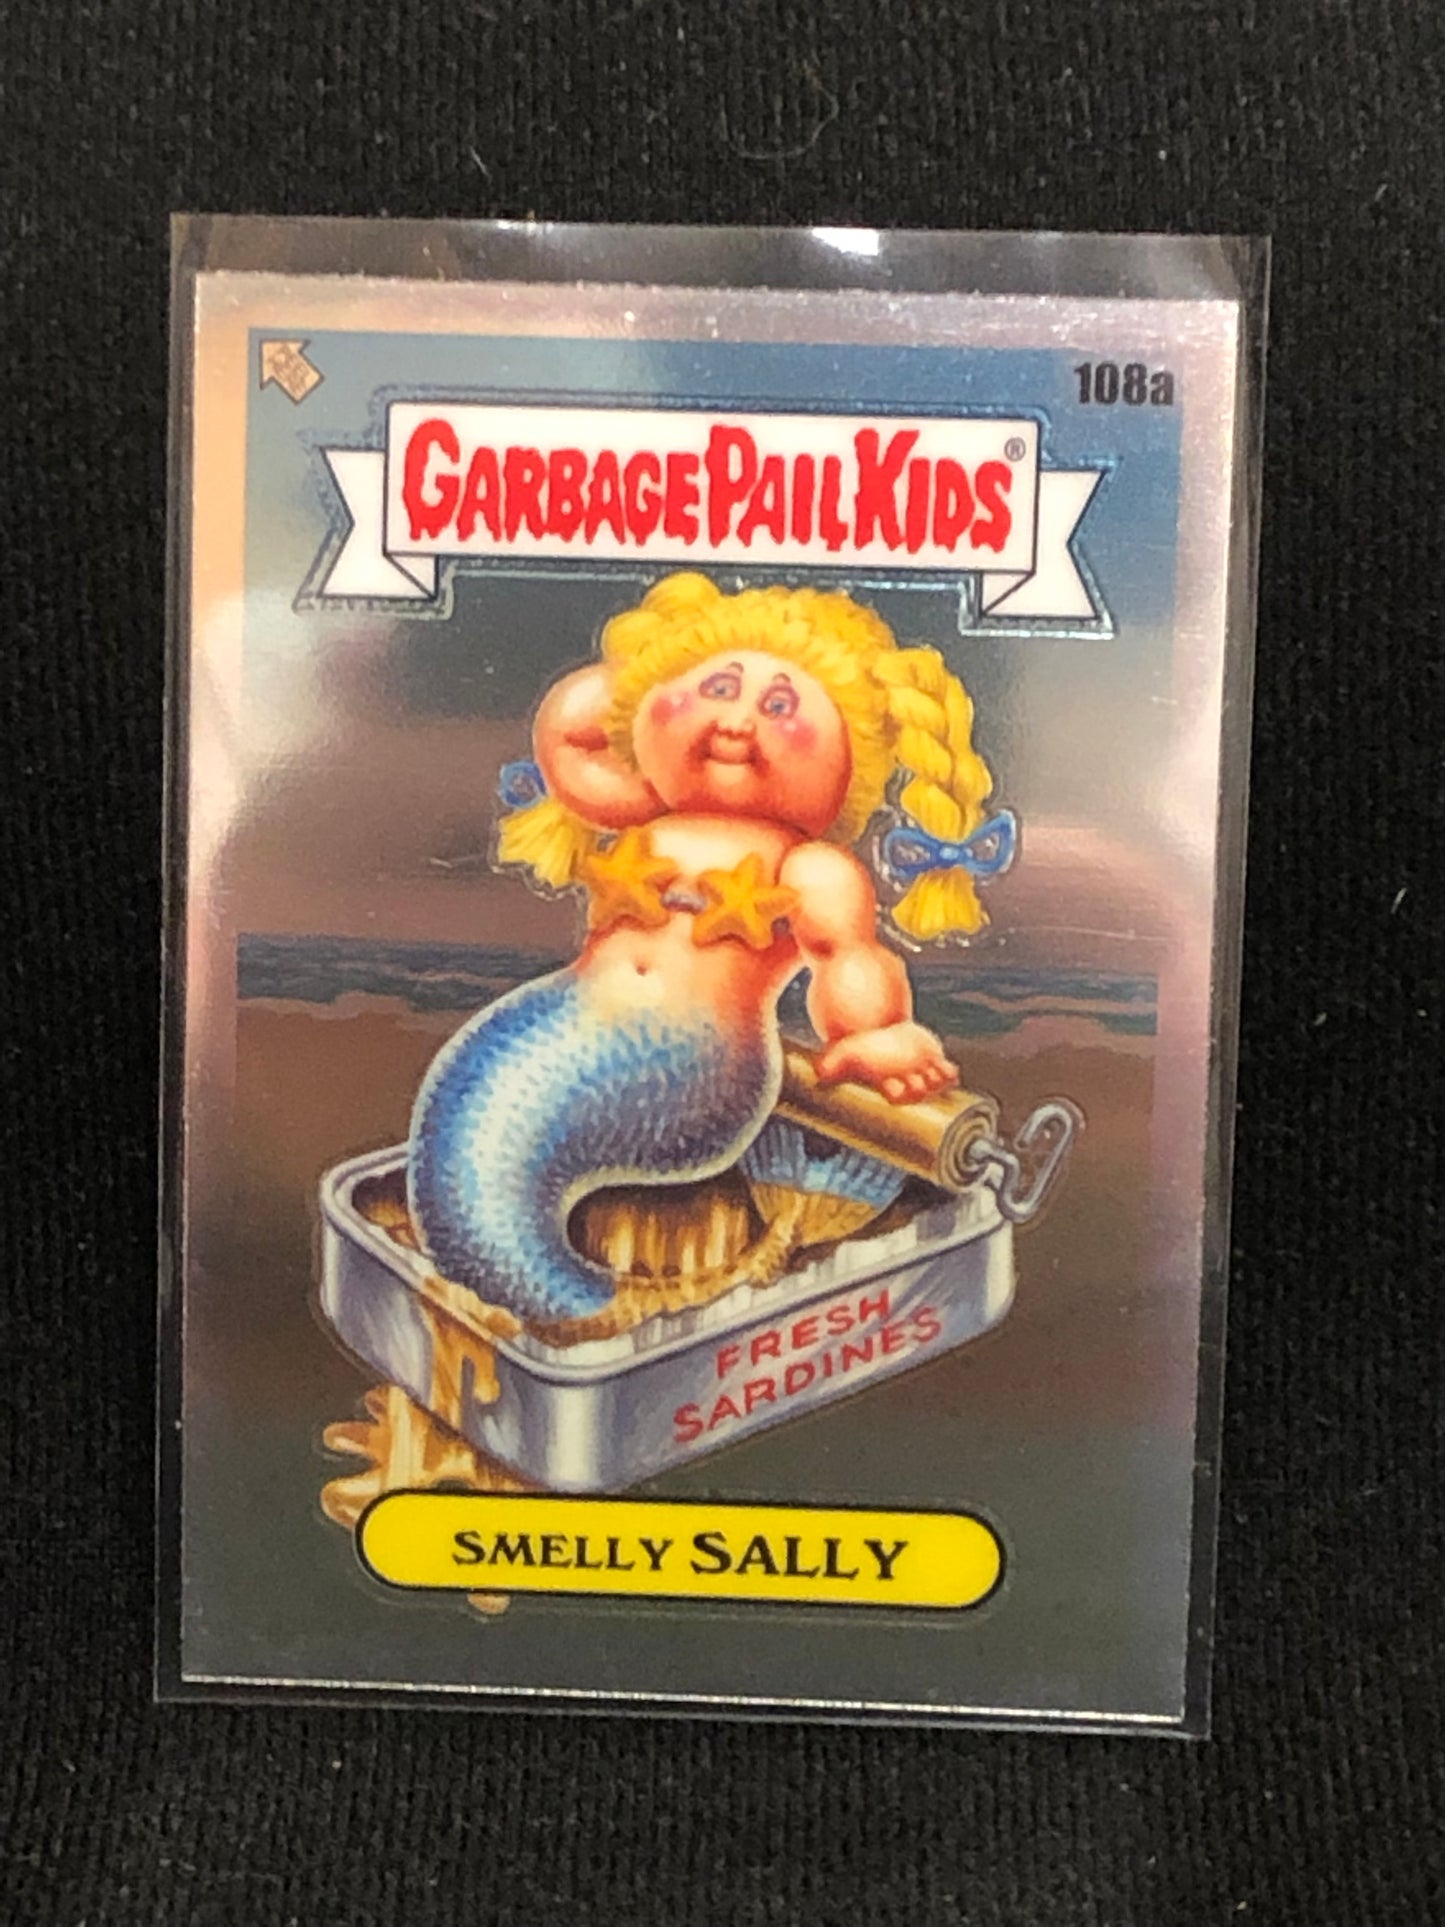 108a
GARBAGE PAIL KIDS®
FRESH
SARDINES
SMELLY SALLY